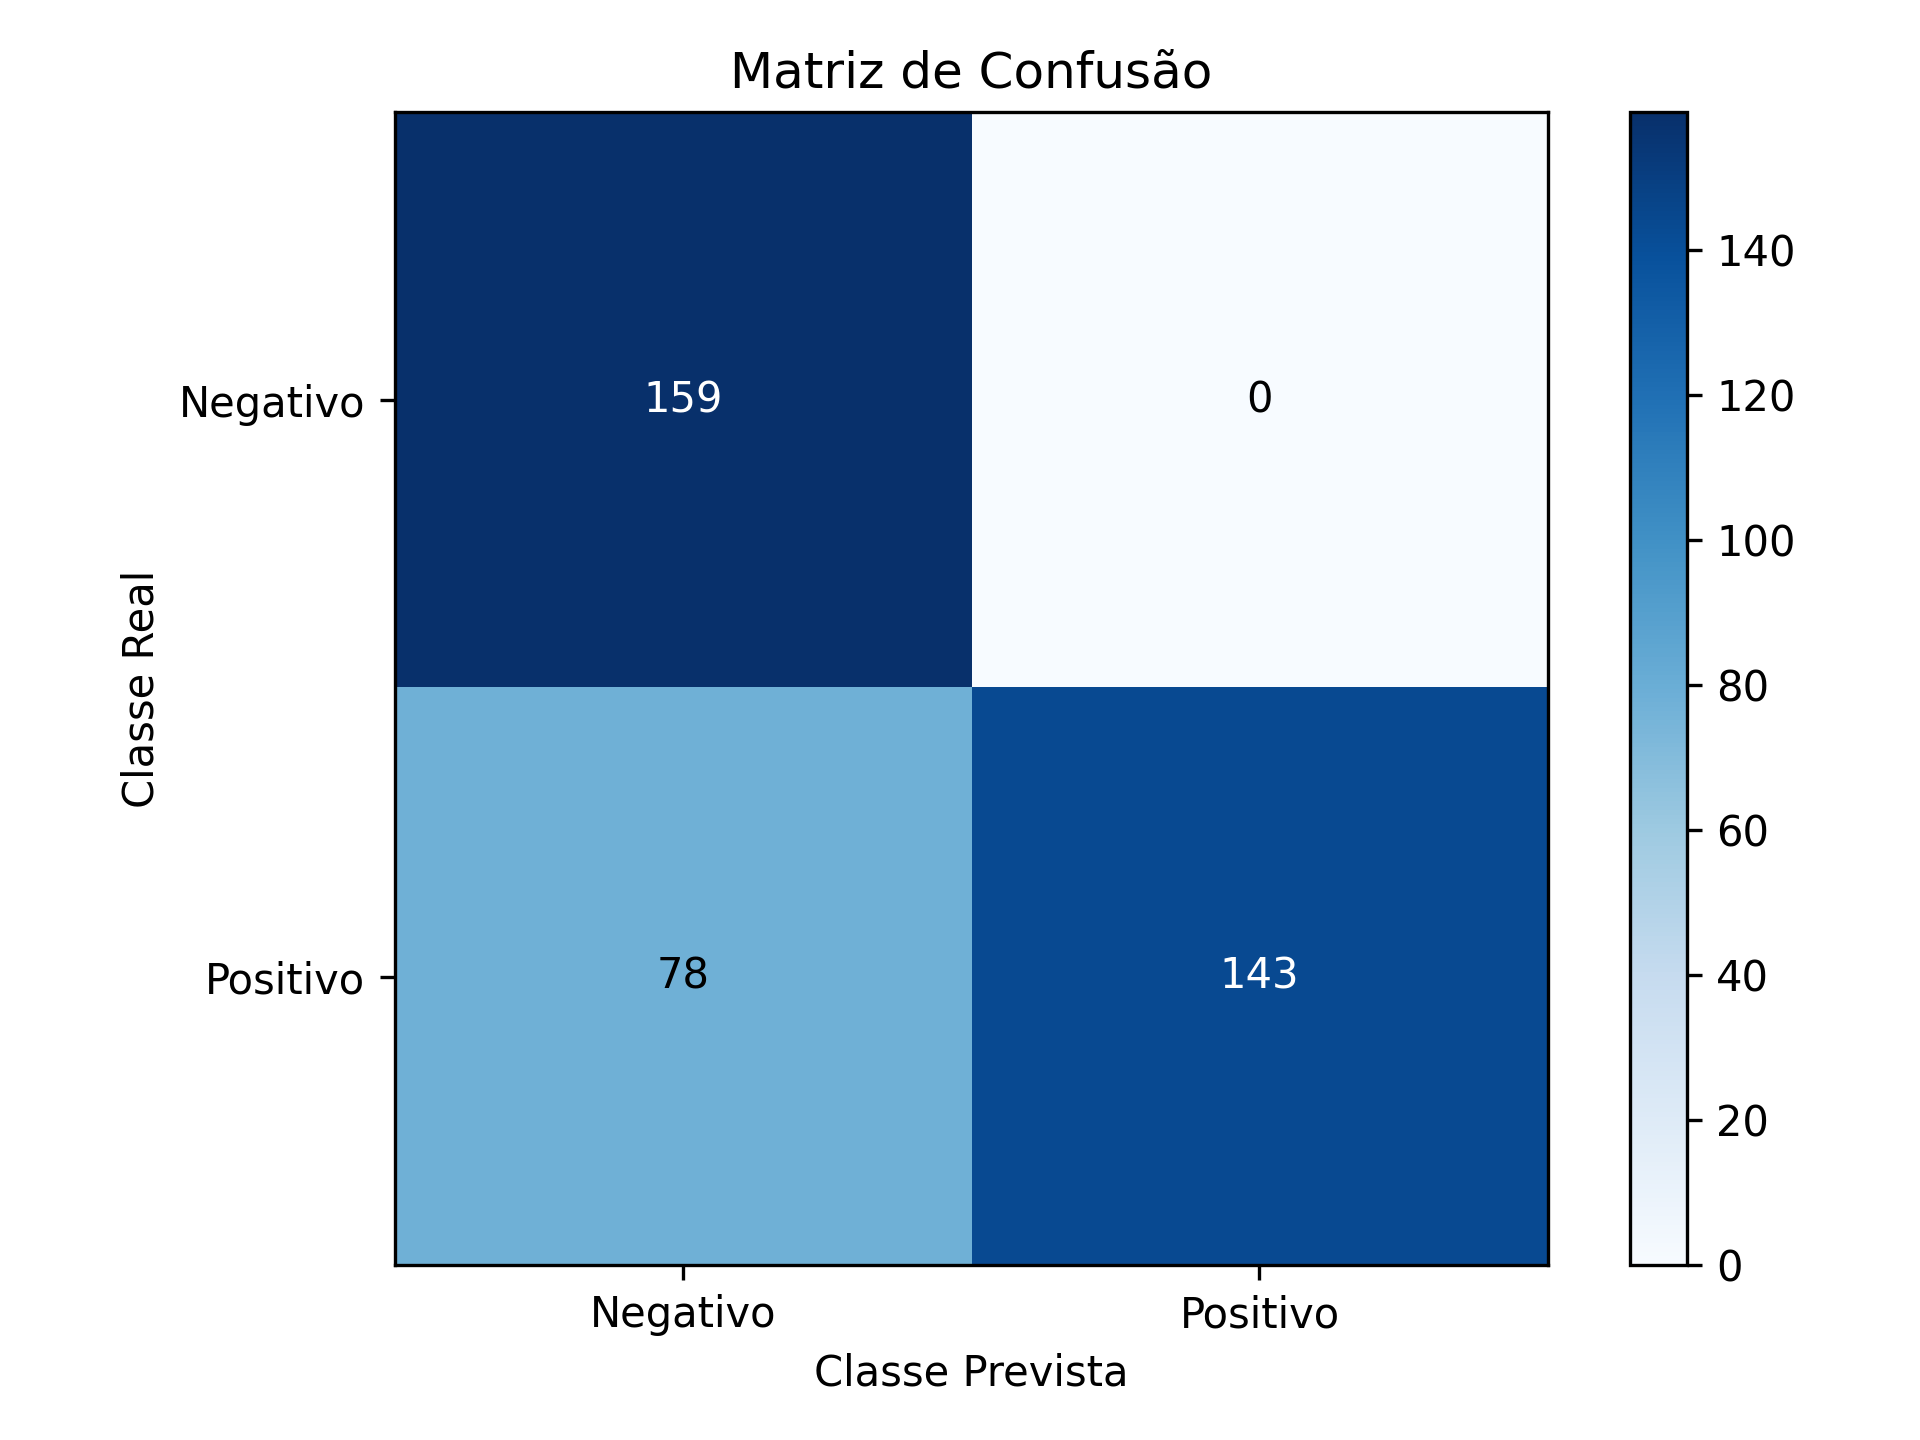 Matriz de Confusão
Classe Real
Negativo
Positivo
159
0
78
143
Negativo
Positivo
Classe Prevista
140
120
100
80
60
40
20
0